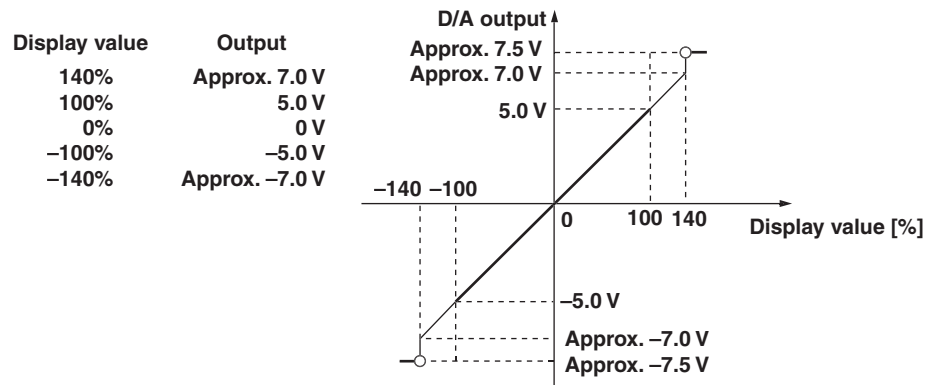 Display value Output
140% Approx. 7.0 V
100% 5.0 V
0% 0 V
–100% –5.0 V
–140% Approx. –7.0 V
D/A output
Approx. 7.5 V
Approx. 7.0 V
5.0 V
–140 –100
0 100 140
Display value [%]
–5.0 V
Approx. –7.0 V
Approx. –7.5 V